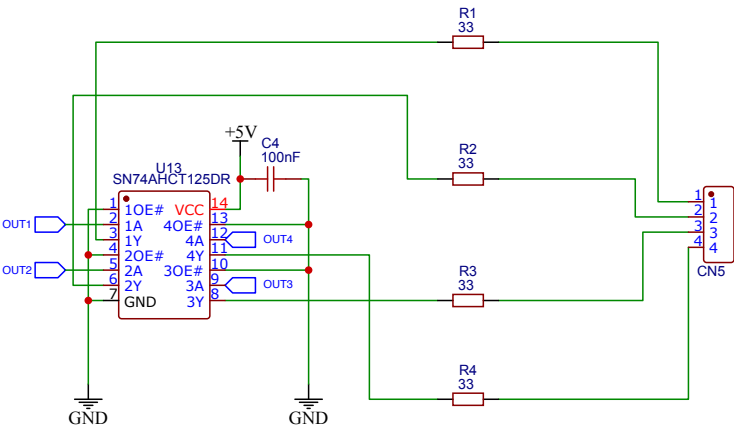 R1
33
R2
33
+5V
C4
100nF
U13
SN74AHCT125DR
1 1OE# VCC 14
OUT1 2 1A 4OE# 13
3 1Y 4A 12 OUT4
4 2OE# 4Y 11
OUT2 5 2A 3OE# 10
6 2Y 3A 9 OUT3
7 GND 3Y 8
1 1
2 2
3 3
4 4
CN5
R3
33
R4
33
GND
GND